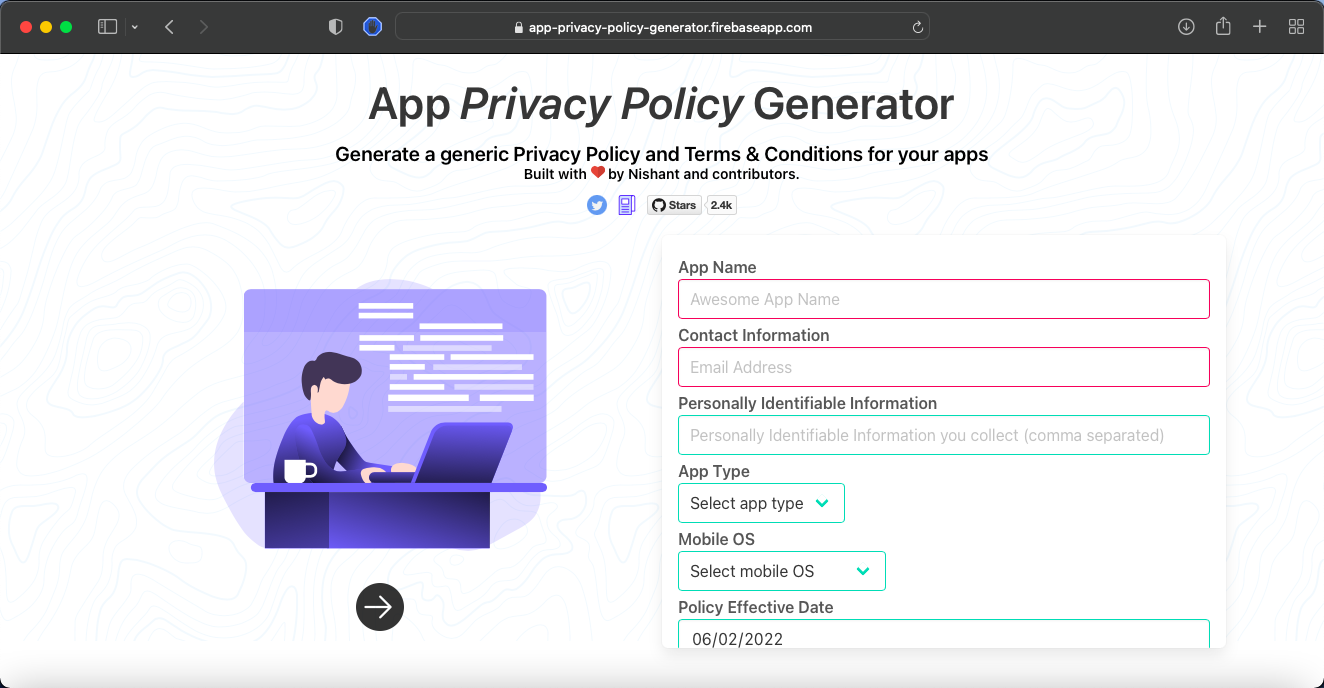 app-privacy-policy-generator.firebaseapp.com
App Privacy Policy Generator
Generate a generic Privacy Policy and Terms & Conditions for your apps
Built with ❤️ by Nishant and contributors.
Stars 2.4k
App Name
Awesome App Name
Contact Information
Email Address
Personally Identifiable Information
Personally Identifiable Information you collect (comma separated)
App Type
Select app type
Mobile OS
Select mobile OS
Policy Effective Date
06/02/2022